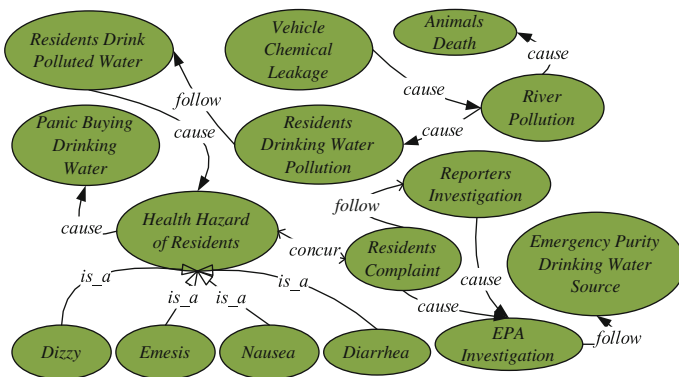 Residents Drink
Polluted Water
Vehicle
Chemical
Leakage
Animals
Death
cause
River
Pollution
cause
follow
cause
cause
Panic Buying
Drinking
Water
Residents
Drinking Water
Pollution
Reporters
Investigation
follow
Health Hazard
of Residents
cause
concur
Residents
Complaint
Emergency Purity
Drinking Water
Source
cause
is_a
is_a
is_a
is_a
cause
EPA
Investigation
follow
Dizzy
Emesis
Nausea
Diarrhea